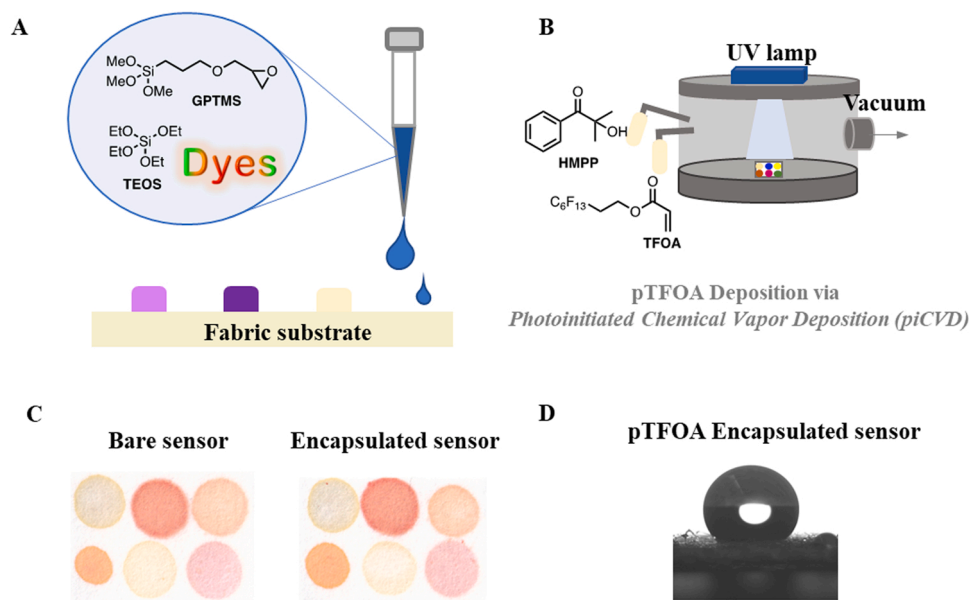 A
MeO
MeO
Si
OMe
O
O
GPTMS
EtO
OEt
Si
EtO
OEt
TEOS
Dyes
Fabric substrate
B
UV lamp
Vacuum
O
OH
HMPP
O
C6F13
O
TFOA
pTFOA Deposition via
Photoinitiated Chemical Vapor Deposition (piCVD)
C
Bare sensor
Encapsulated sensor
D
pTFOA Encapsulated sensor